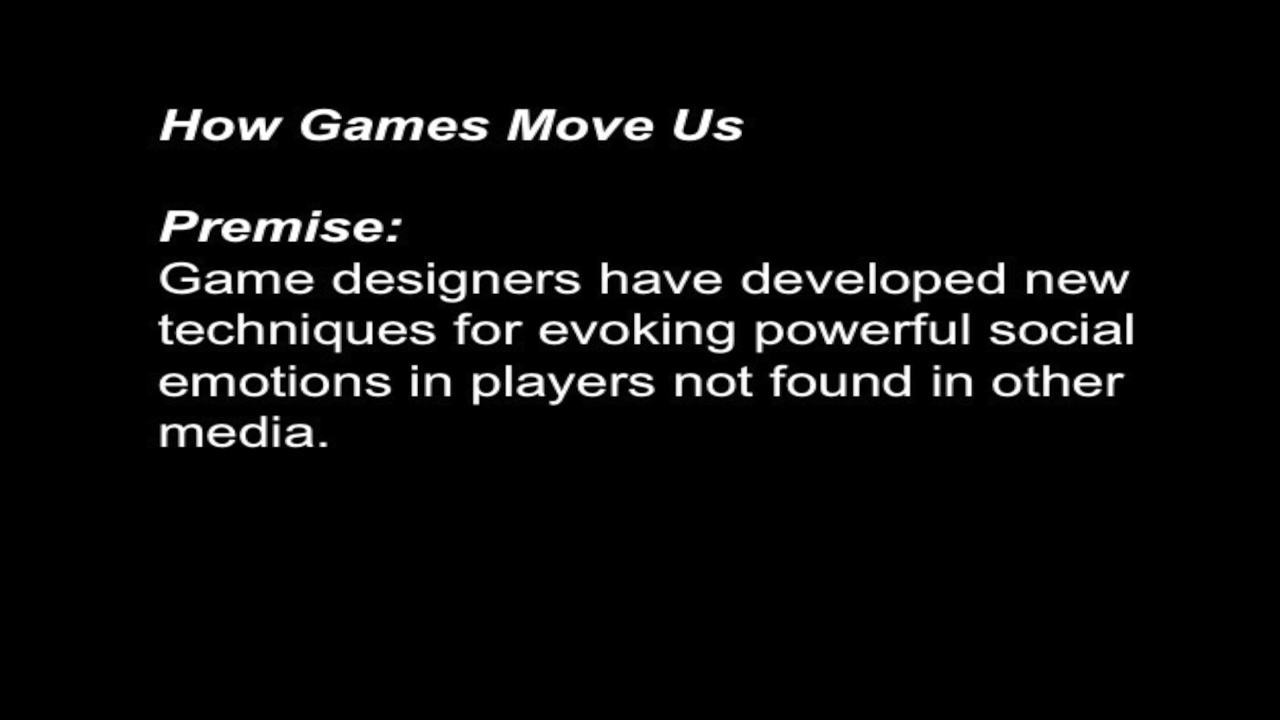 How Games Move Us
Premise:
Game designers have developed new
techniques for evoking powerful social
emotions in players not found in other
media.